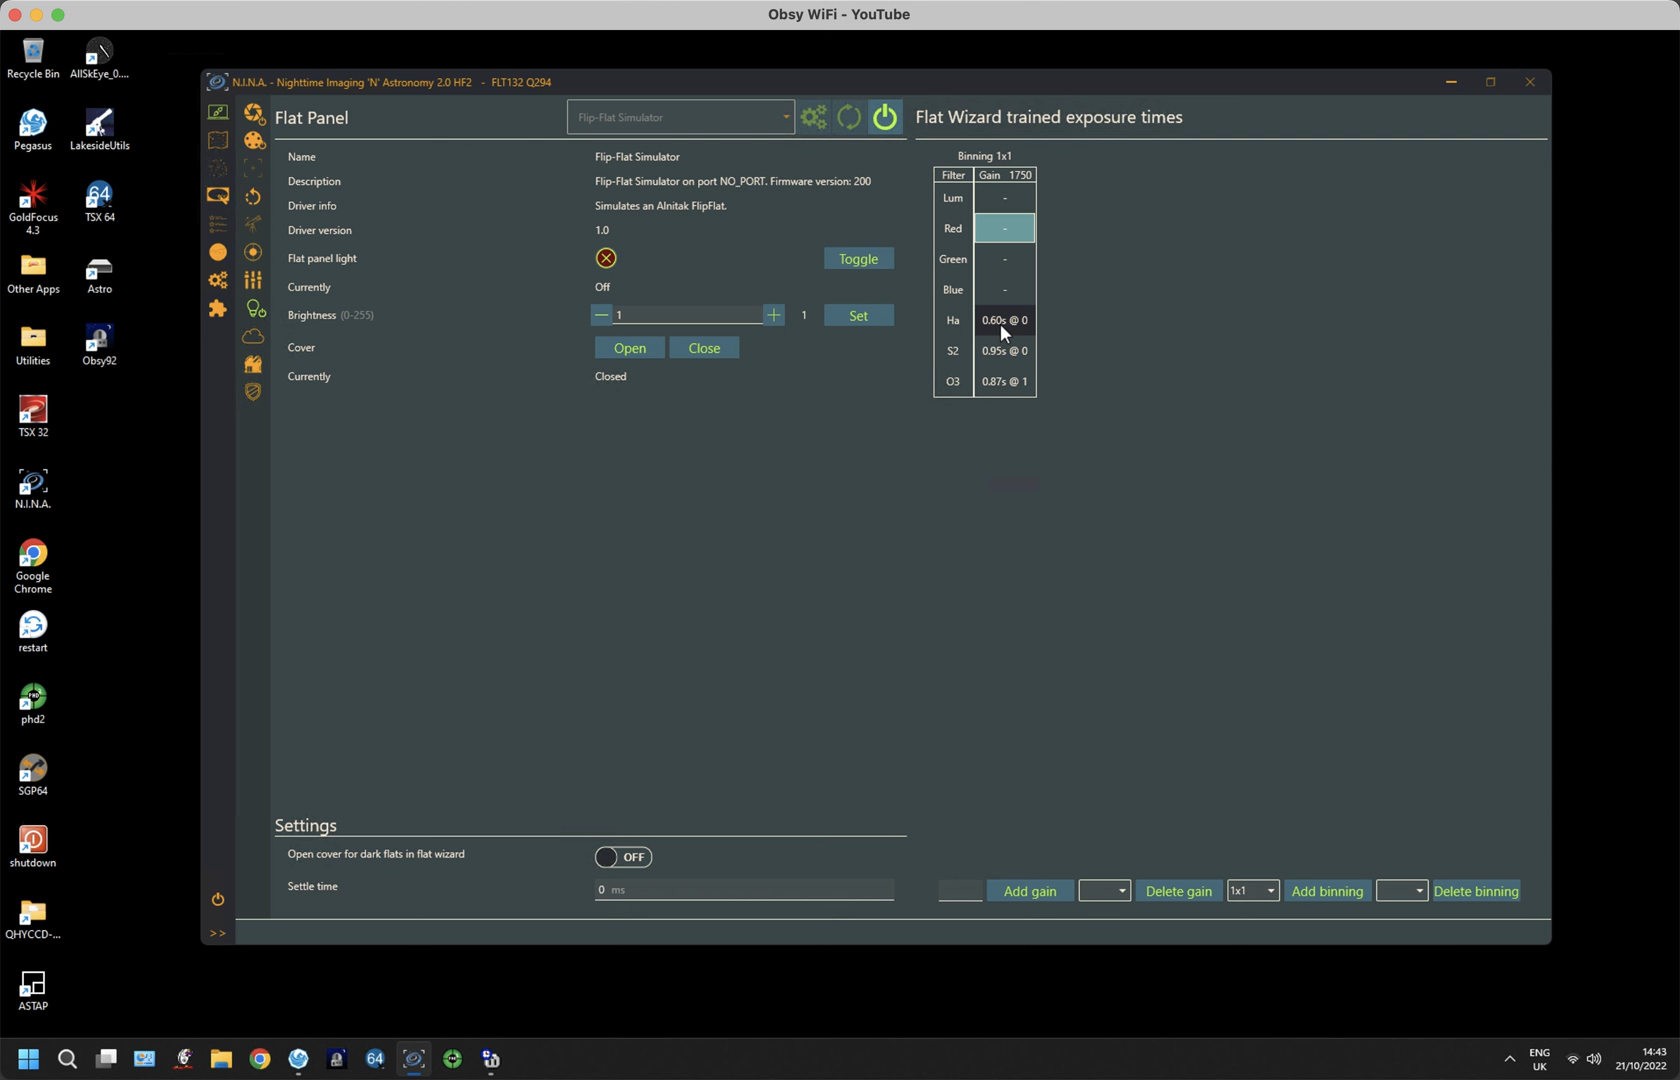 Obsy WiFi - YouTube
Recycle Bin
AllSkEye_0....
Pegasus
LakesideUtils
GoldFocus
4.3
64
TSX 64
Other Apps
Astro
Utilities
Obsy92
TSX 32
N.I.N.A.
Google
Chrome
restart
PHD
phd2
SGP64
shutdown
QHYCCD-...
ASTAP
N.I.N.A. - Nighttime Imaging 'N' Astronomy 2.0 HF2 - FLT132 Q294
Flat Panel
Flip-Flat Simulator
Name
Flip-Flat Simulator
Description
Flip-Flat Simulator on port NO_PORT. Firmware version: 200
Driver info
Simulates an Alnitak FlipFlat.
Driver version
1.0
Flat panel light
Toggle
Currently
Off
Brightness (0-255)
1
1
Set
Cover
Open
Close
Currently
Closed
Flat Wizard trained exposure times
Binning 1x1
Filter Gain 1750
Lum -
Red -
Green -
Blue -
Ha 0.60s @ 0
S2 0.95s @ 0
O3 0.87s @ 1
Settings
Open cover for dark flats in flat wizard
OFF
Settle time
0 ms
Add gain
Delete gain
1x1
Add binning
Delete binning
>>
64
ENG
UK
14:43
21/10/2022